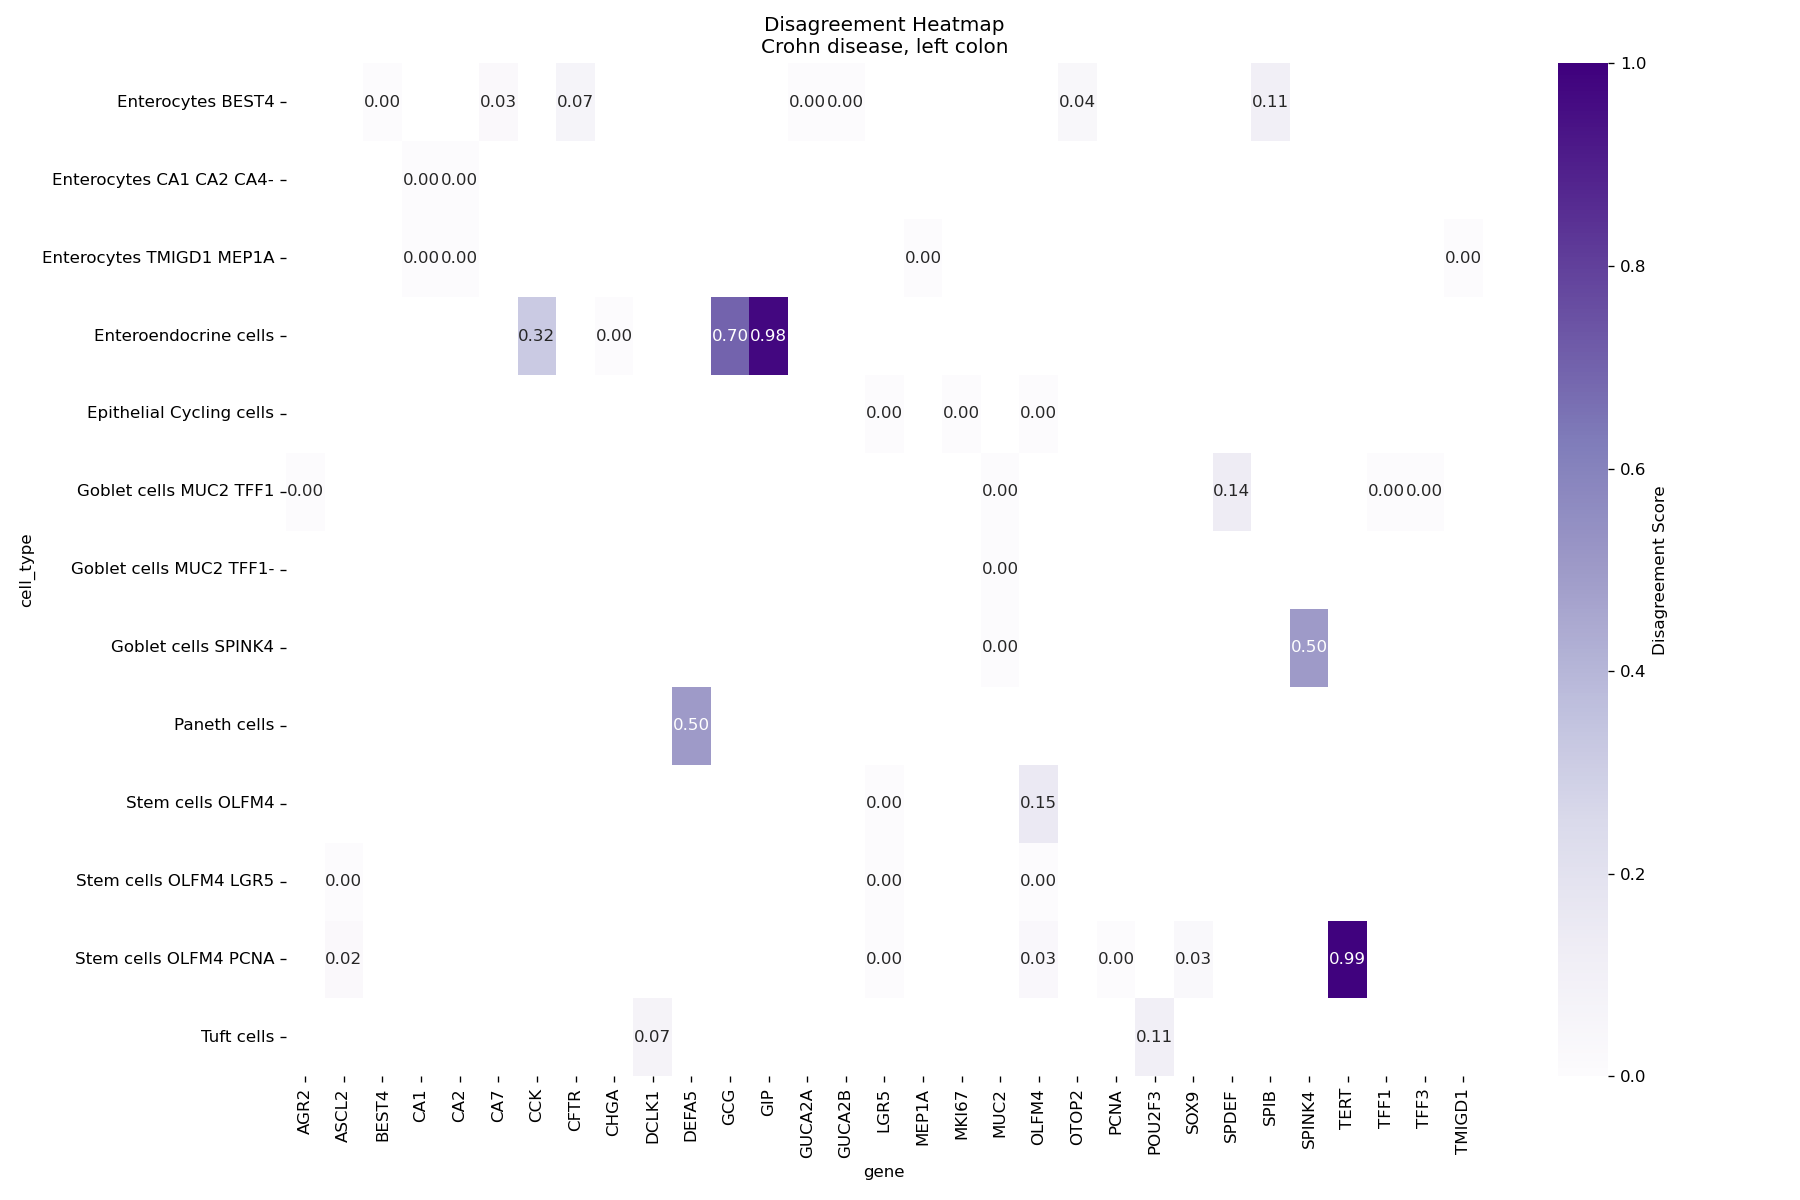 Disagreement Heatmap
Crohn disease, left colon
Enterocytes BEST4
0.00 0.03 0.07 0.00 0.00 0.04 0.11
Enterocytes CA1 CA2 CA4-
0.00 0.00
Enterocytes TMIGD1 MEP1A
0.00 0.00 0.00 0.00
Enteroendocrine cells
0.32 0.00 0.70 0.98
Epithelial Cycling cells
0.00 0.00 0.00
Goblet cells MUC2 TFF1
0.00 0.00 0.14 0.00 0.00
Goblet cells MUC2 TFF1-
0.00
Goblet cells SPINK4
0.00 0.50
Paneth cells
0.50
Stem cells OLFM4
0.00 0.15
Stem cells OLFM4 LGR5
0.00 0.00 0.00
Stem cells OLFM4 PCNA
0.02 0.00 0.03 0.00 0.03 0.99
Tuft cells
0.07 0.11
cell_type
AGR2
ASCL2
BEST4
CA1
CA2
CA7
CCK
CFTR
CHGA
DCLK1
DEFA5
GCG
GIP
GUCA2A
GUCA2B
LGR5
MEP1A
MKI67
MUC2
OLFM4
OTOP2
PCNA
POU2F3
SOX9
SPDEF
SPIB
SPINK4
TERT
TFF1
TFF3
TMIGD1
gene
1.0
0.8
0.6
0.4
0.2
0.0
Disagreement Score